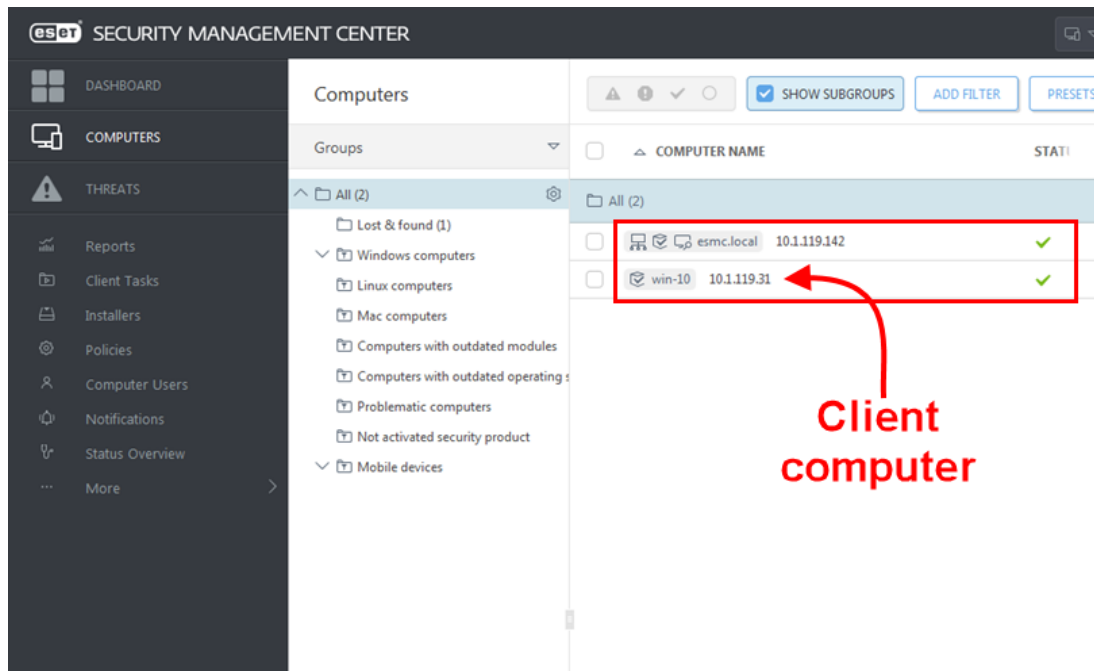 eset SECURITY MANAGEMENT CENTER
DASHBOARD
COMPUTERS
THREATS
Reports
Client Tasks
Installers
Policies
Computer Users
Notifications
Status Overview
More
Computers
Groups
All (2)
Lost & found (1)
Windows computers
Linux computers
Mac computers
Computers with outdated modules
Computers with outdated operating s
Problematic computers
Not activated security product
Mobile devices
SHOW SUBGROUPS ADD FILTER PRESETS
COMPUTER NAME STAT
All (2)
esmc.local 10.1.119.142
win-10 10.1.119.31
Client
computer